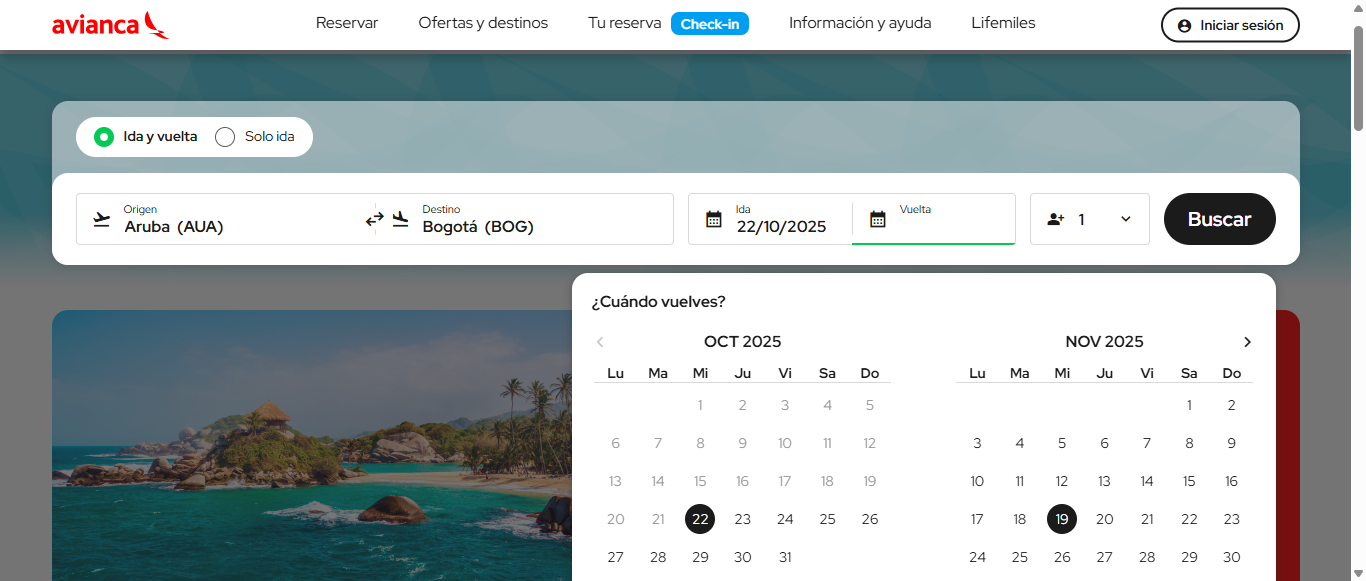 avianca
Reservar Ofertas y destinos Tu reserva Check-in Información y ayuda Lifemiles Iniciar sesión
Ida y vuelta Solo ida
Origen Destino Ida Vuelta
Aruba (AUA) Bogotá (BOG) 22/10/2025 1 Buscar
¿Cuándo vuelves?
OCT 2025 NOV 2025
Lu Ma Mi Ju Vi Sa Do Lu Ma Mi Ju Vi Sa Do
1 2 3 4 5 1 2
6 7 8 9 10 11 12 3 4 5 6 7 8 9
13 14 15 16 17 18 19 10 11 12 13 14 15 16
20 21 22 23 24 25 26 17 18 19 20 21 22 23
27 28 29 30 31 24 25 26 27 28 29 30